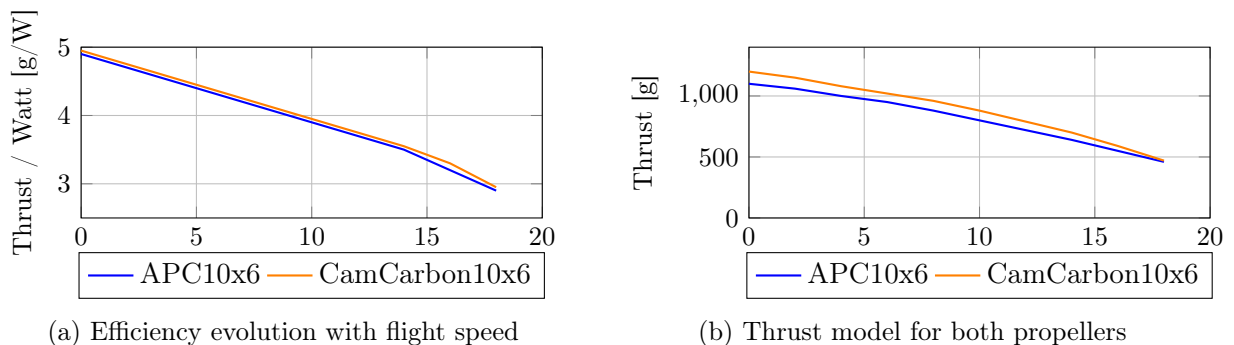 Thrust / Watt [g/W]
5
4
3
0 5 10 15 20
APC10x6 CamCarbon10x6
(a) Efficiency evolution with flight speed
Thrust [g]
1,000
500
0
0 5 10 15 20
APC10x6 CamCarbon10x6
(b) Thrust model for both propellers